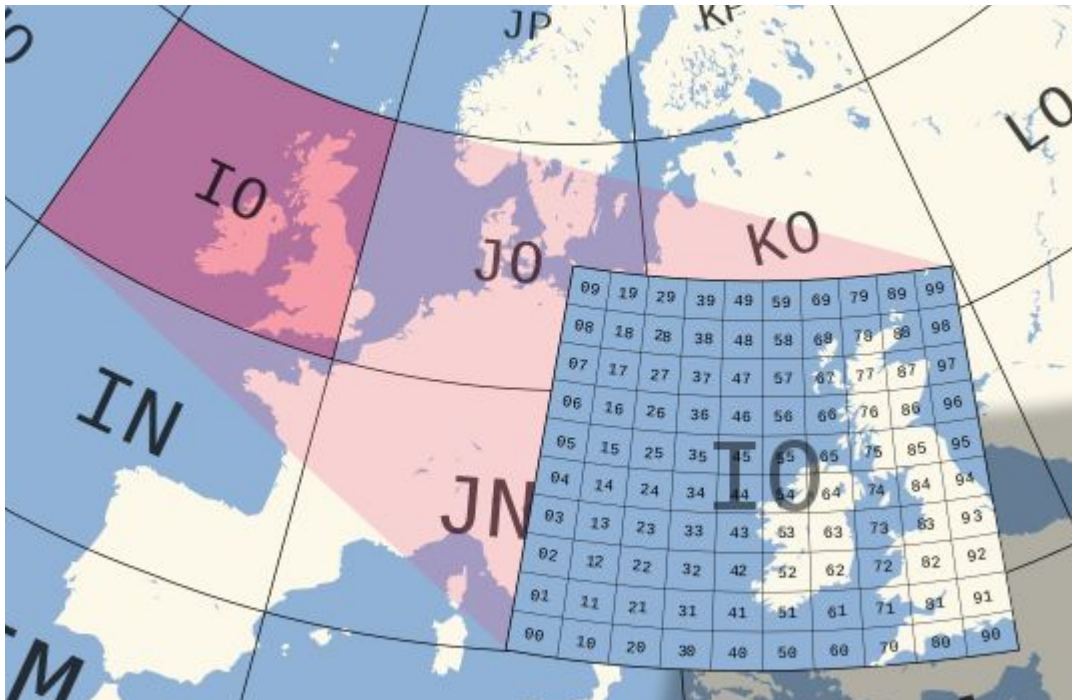 JP
KP
IO
LO
JO
KO
IN
JN
IO
09 19 29 39 49 59 69 79 89 99
08 18 28 38 48 58 68 78 88 98
07 17 27 37 47 57 67 77 87 97
06 16 26 36 46 56 66 76 86 96
05 15 25 35 45 55 65 75 85 95
04 14 24 34 44 54 64 74 84 94
03 13 23 33 43 53 63 73 83 93
02 12 22 32 42 52 62 72 82 92
01 11 21 31 41 51 61 71 81 91
00 10 20 30 40 50 60 70 80 90